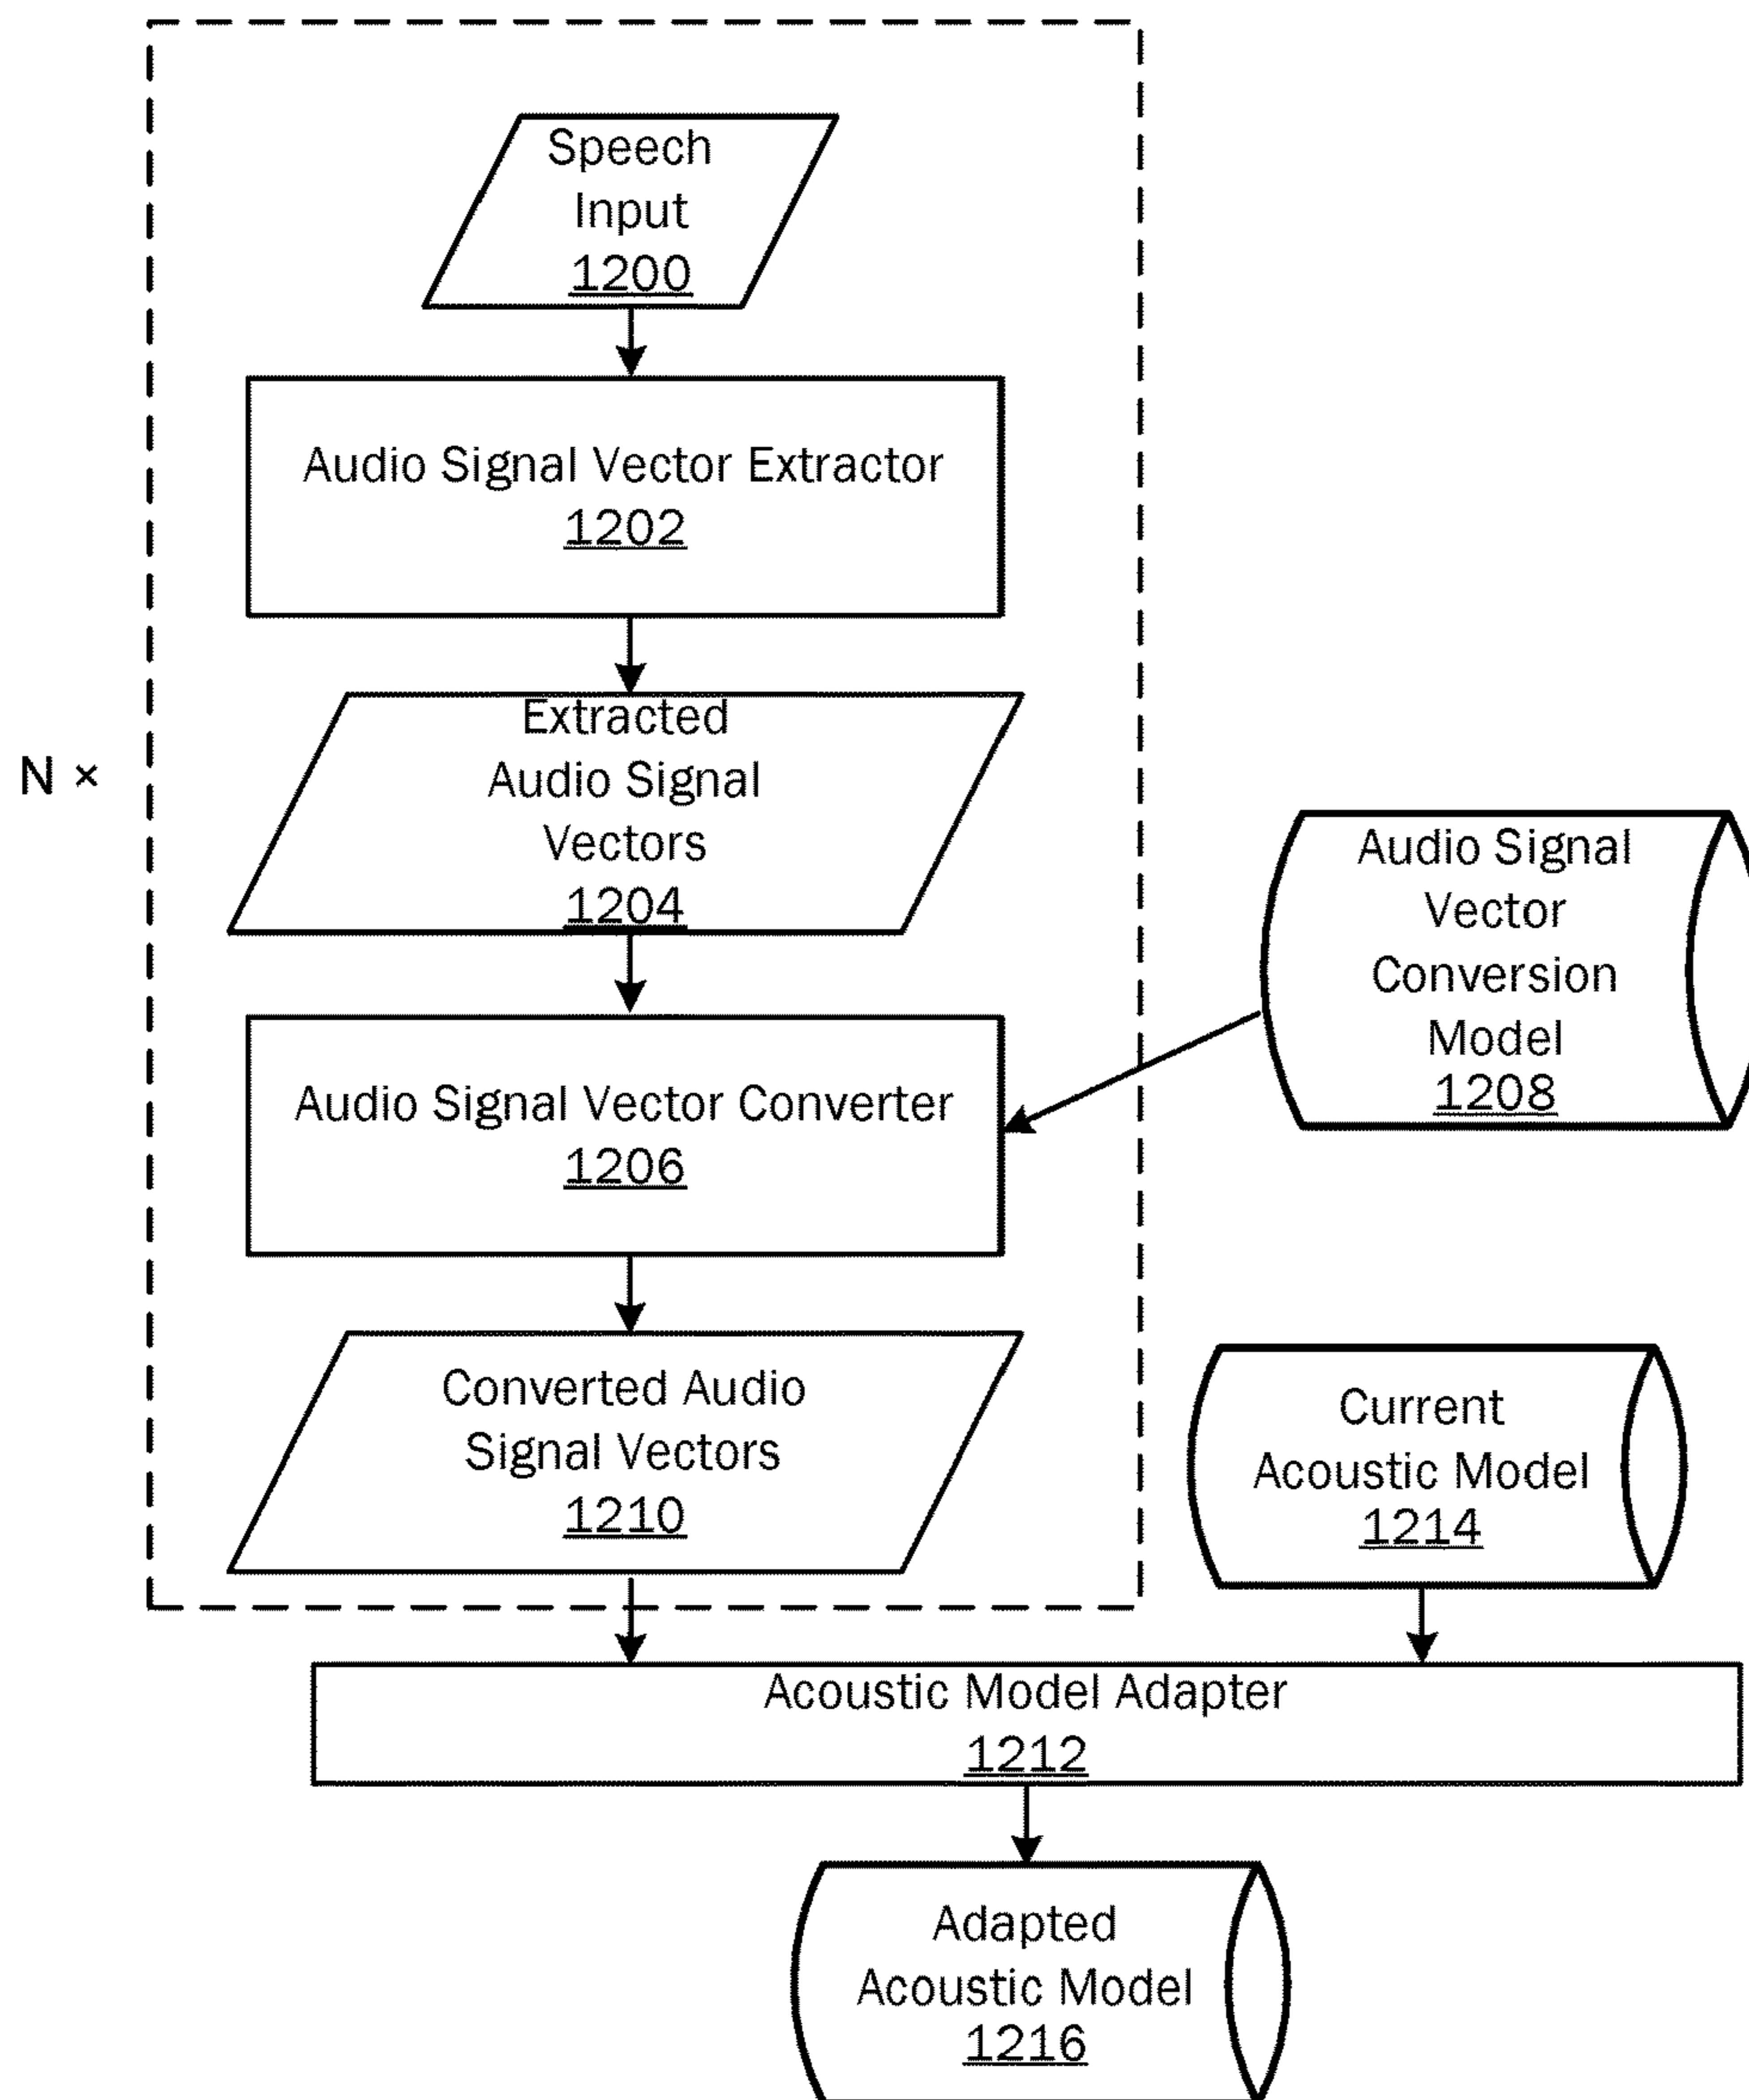 Speech
Input
1200
Audio Signal Vector Extractor
1202
Extracted
Audio Signal
Vectors
1204
N ×
Audio Signal
Vector
Conversion
Model
1208
Audio Signal Vector Converter
1206
Converted Audio
Signal Vectors
1210
Current
Acoustic Model
1214
Acoustic Model Adapter
1212
Adapted
Acoustic Model
1216